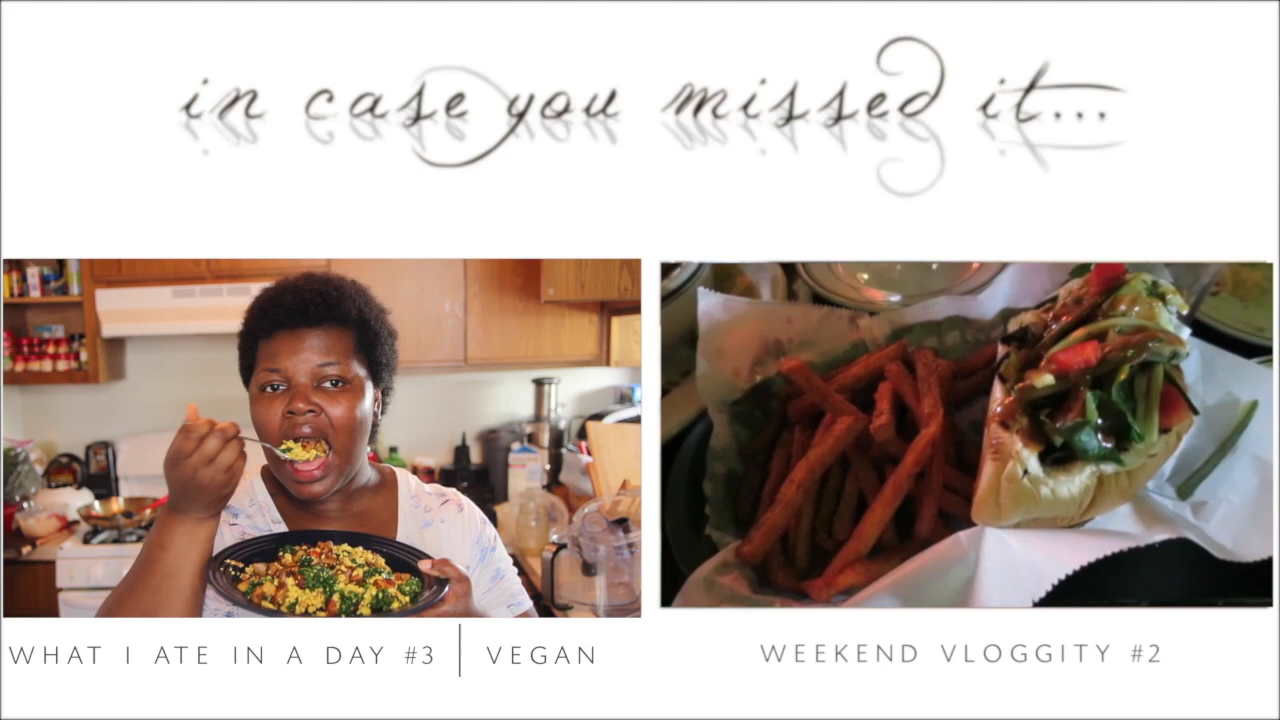 in case you missed it...
WHAT I ATE IN A DAY #3 | VEGAN
WEEKEND VLOGGITY #2